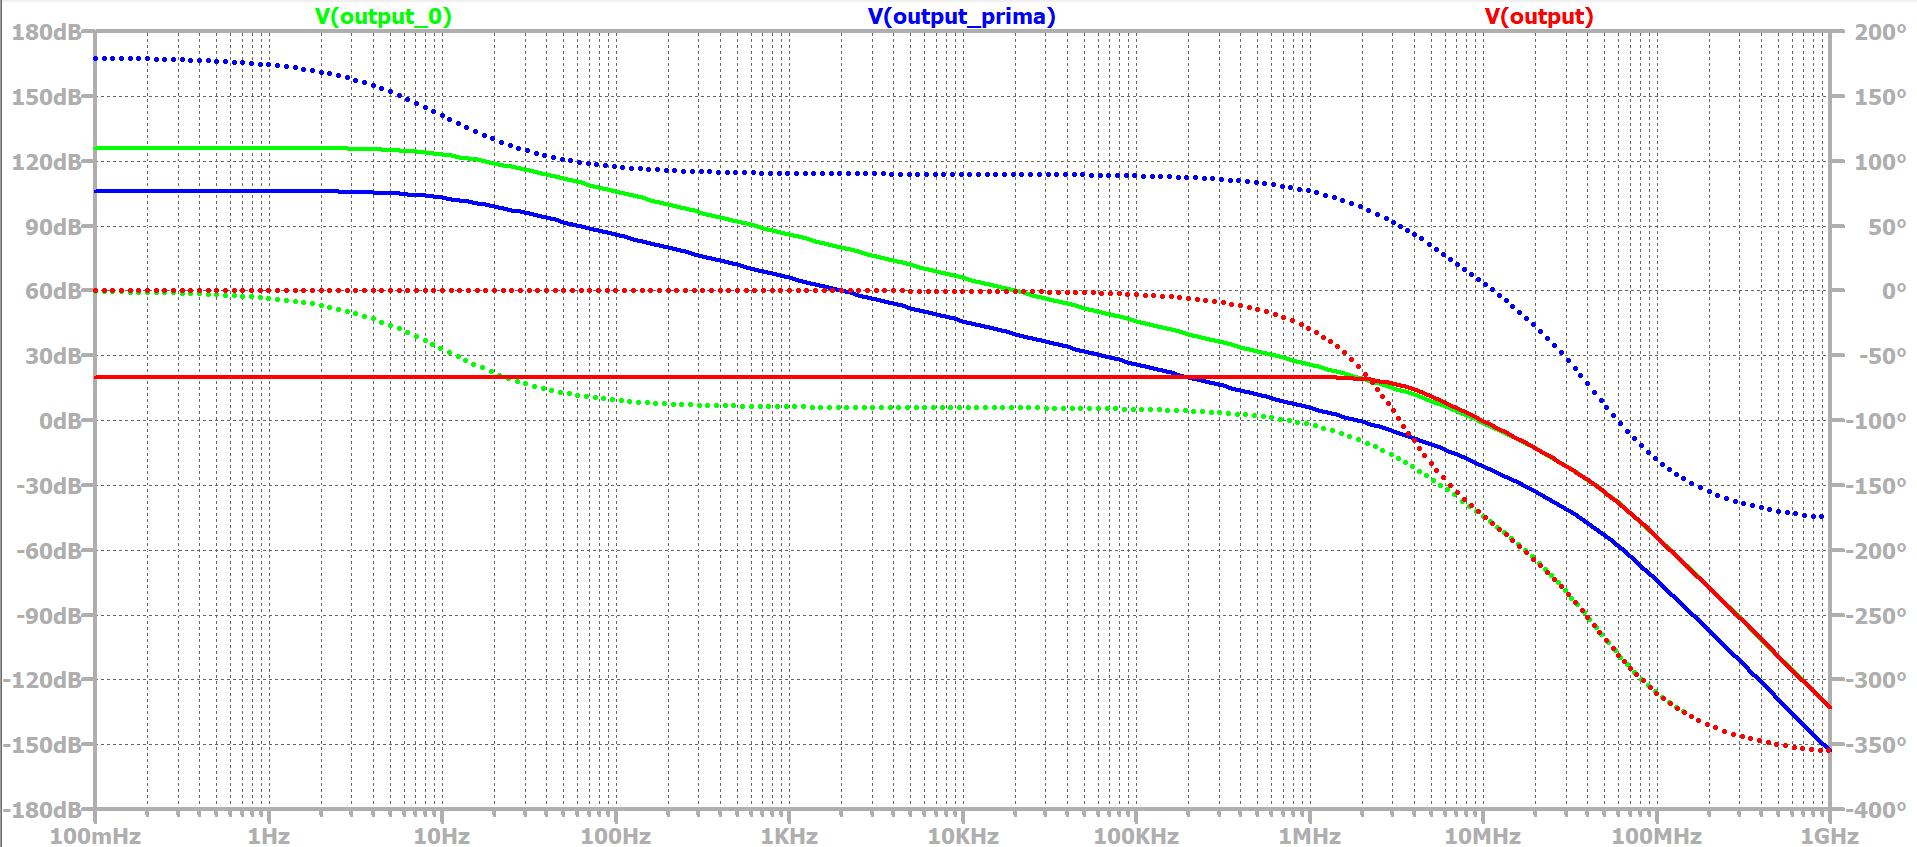 V(output_0) V(output_prima) V(output)
180dB 200°
150dB 150°
120dB 100°
90dB 50°
60dB 0°
30dB -50°
0dB -100°
-30dB -150°
-60dB -200°
-90dB -250°
-120dB -300°
-150dB -350°
-180dB -400°
100mHz 1Hz 10Hz 100Hz 1KHz 10KHz 100KHz 1MHz 10MHz 100MHz 1GHz